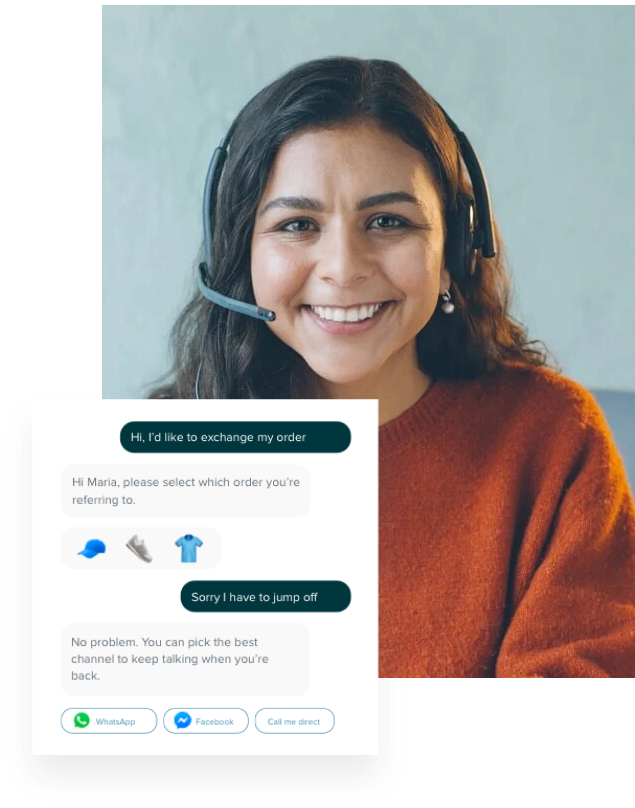 Hi, I’d like to exchange my order
Hi Maria, please select which order you’re
referring to.
Sorry I have to jump off
No problem. You can pick the best
channel to keep talking when you’re
back.
WhatsApp
Facebook
Call me direct